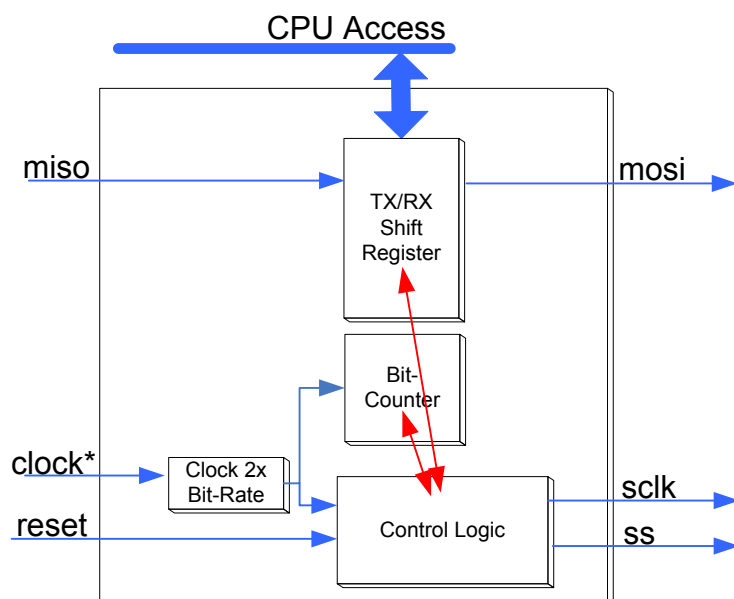 CPU Access
miso
mosi
TX/RX
Shift
Register
Bit-
Counter
clock*
Clock 2x
Bit-Rate
sclk
reset
Control Logic
ss